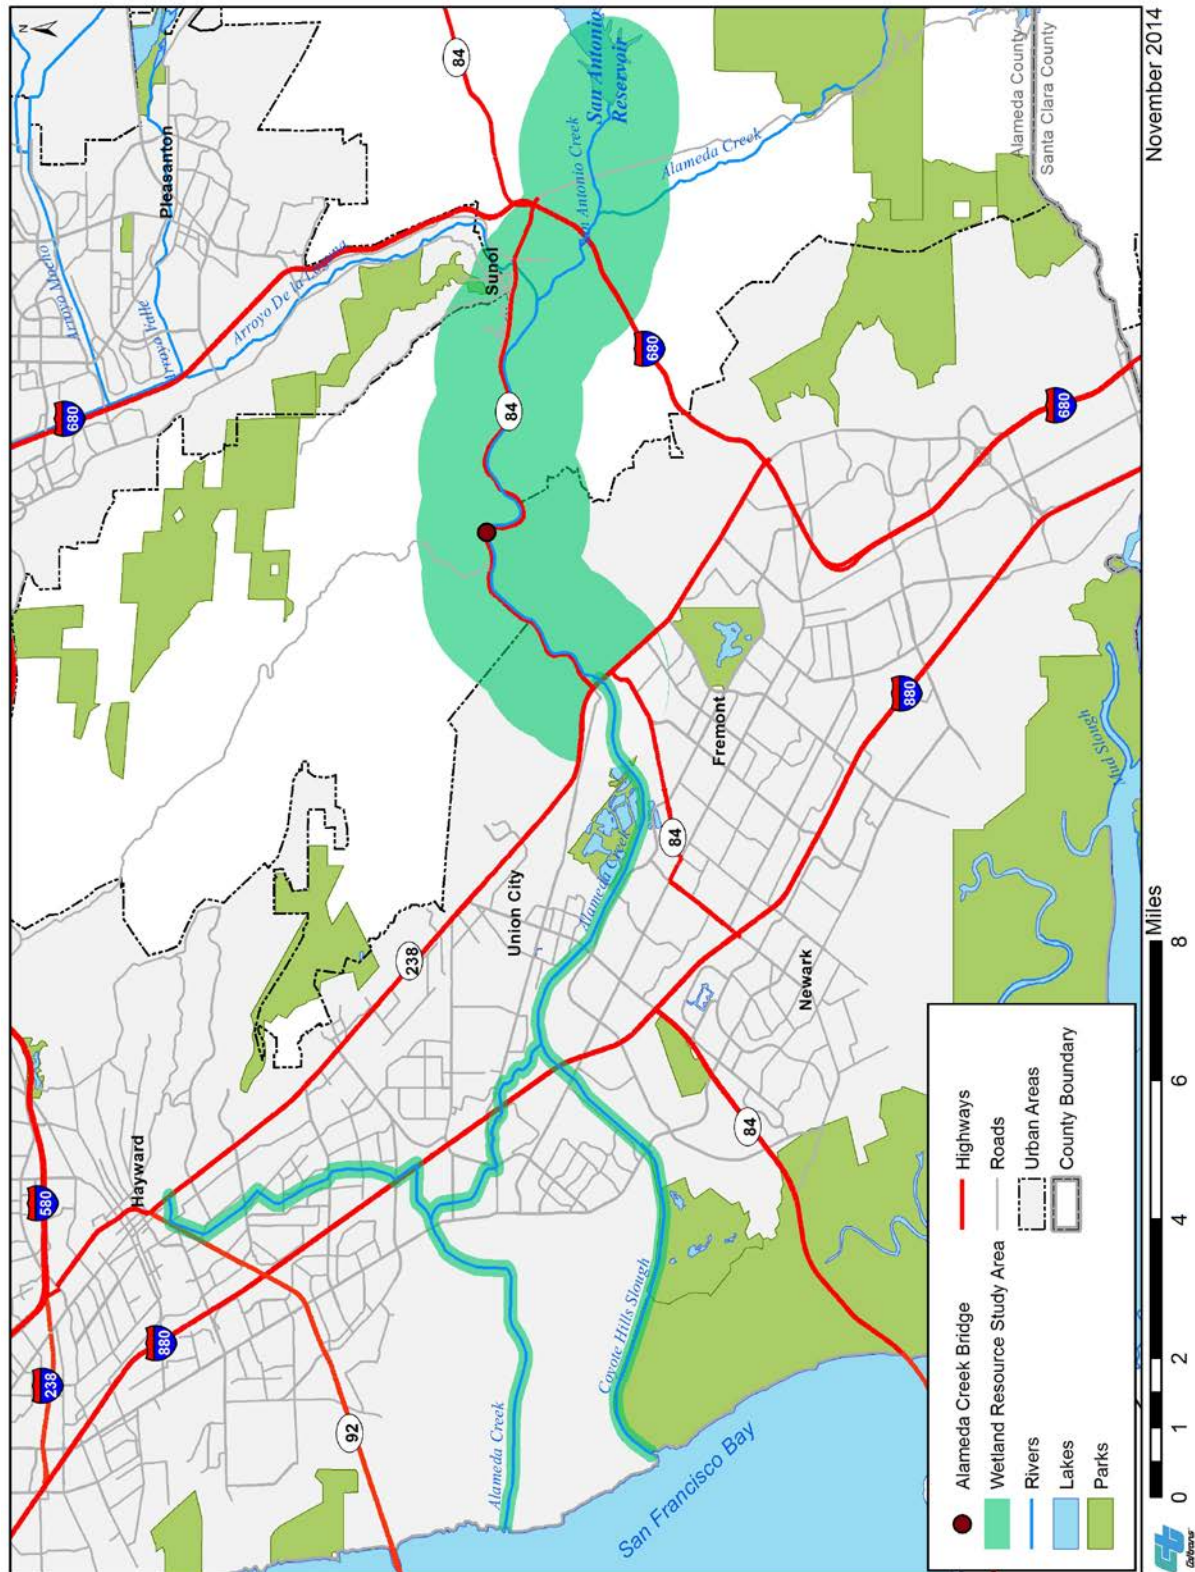 N
580
238
238
880
92
Hayward
Pleasanton
Arroyo Mocho
Arroyo Valle
Arroyo De la Laguna
680
84
Sunol
San Antonio
Reservoir
San Antonio Creek
Alameda Creek
84
680
Union City
Alameda Creek
84
Fremont
880
680
Newark
84
Alameda Creek
Coyote Hills Slough
San Francisco Bay
Mud Slough
Alameda County
Santa Clara County
Alameda Creek Bridge
Wetland Resource Study Area
Rivers
Lakes
Parks
Highways
Roads
Urban Areas
County Boundary
0 1 2 4 6 8 Miles
November 2014
Caltrans